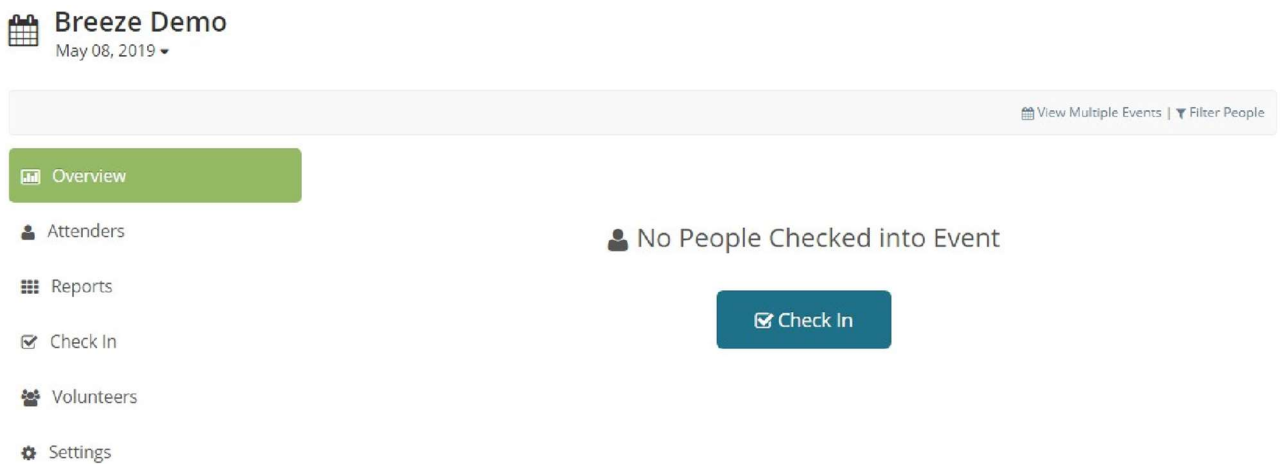 Breeze Demo
May 08, 2019
View Multiple Events | Filter People
Overview
Attenders
Reports
Check In
Volunteers
Settings
No People Checked into Event
Check In